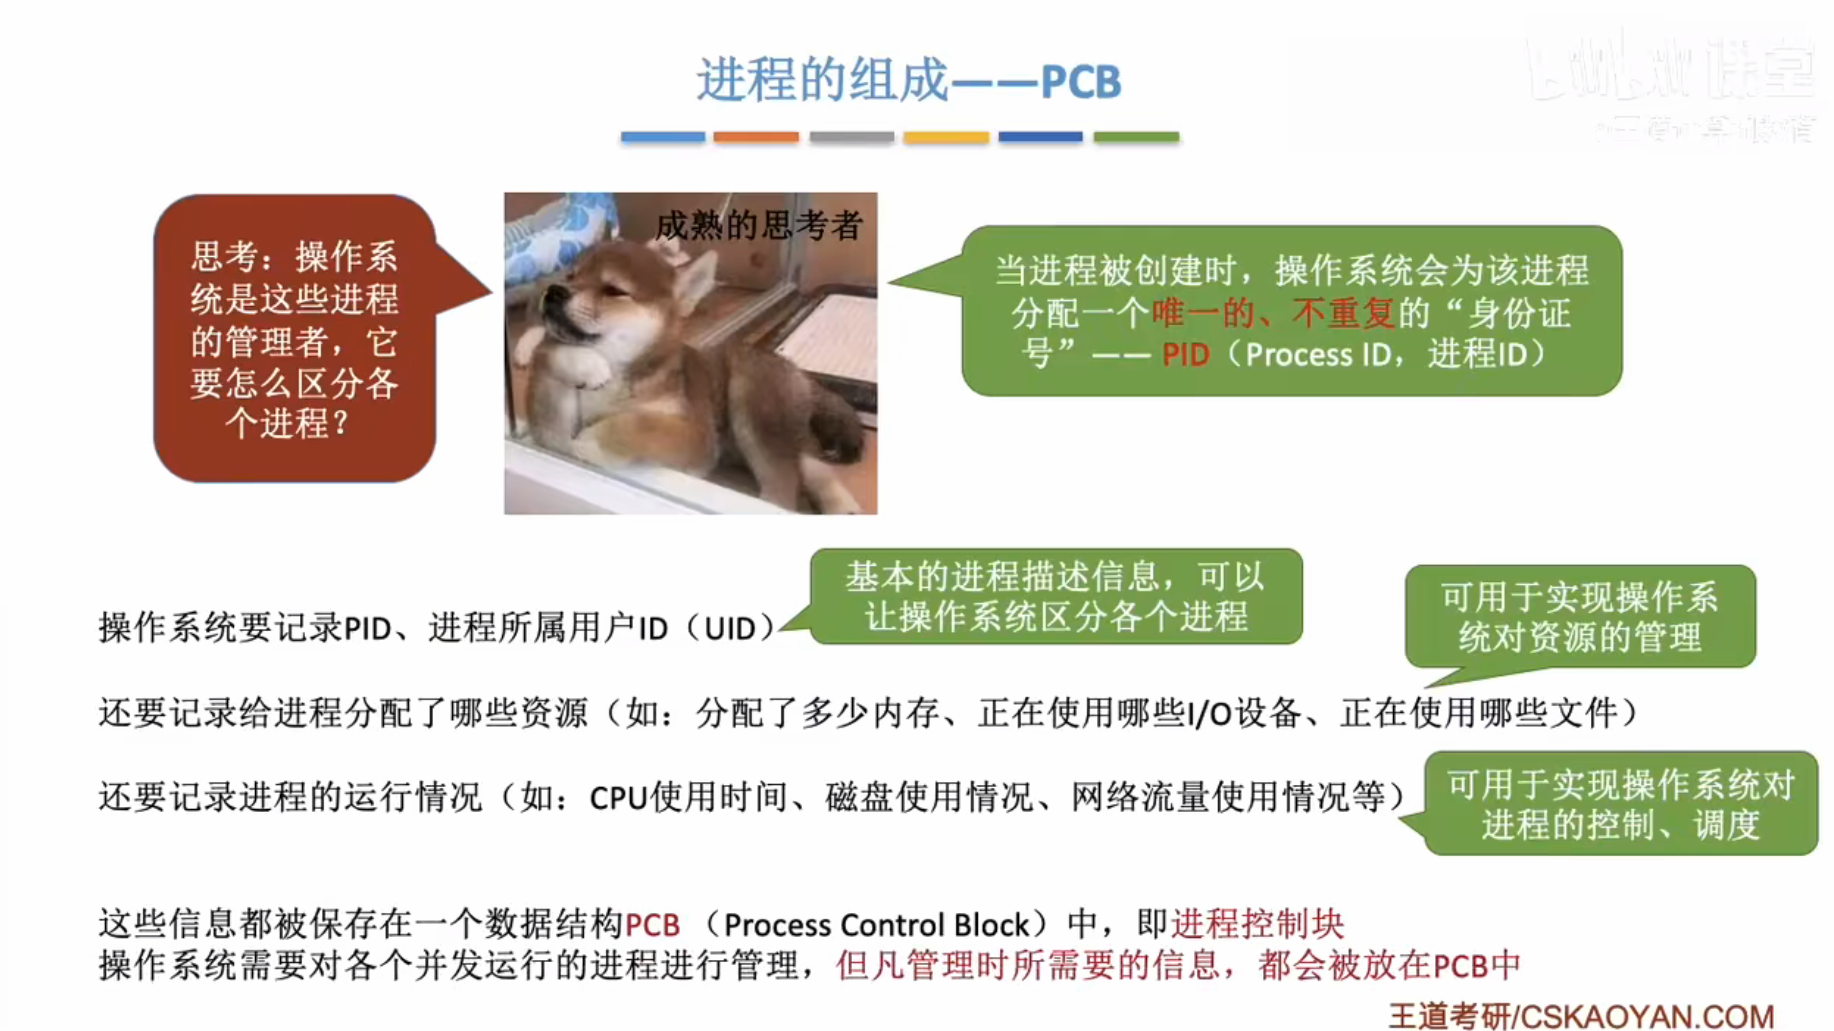 进程的组成——PCB
思考：操作系
统是这些进程
的管理者，它
要怎么区分各
个进程？
成熟的思考者
当进程被创建时，操作系统会为该进程
分配一个唯一的、不重复的“身份证
号”—— PID（Process ID，进程ID）
基本的进程描述信息，可以
让操作系统区分各个进程
操作系统要记录PID、进程所属用户ID（UID）
可用于实现操作系
统对资源的管理
还要记录给进程分配了哪些资源（如：分配了多少内存、正在使用哪些I/O设备、正在使用哪些文件）
还要记录进程的运行情况（如：CPU使用时间、磁盘使用情况、网络流量使用情况等）
可用于实现操作系统对
进程的控制、调度
这些信息都被保存在一个数据结构PCB （Process Control Block）中，即进程控制块
操作系统需要对各个并发运行的进程进行管理，但凡管理时所需要的信息，都会被放在PCB中
王道考研/CSKAOYAN.COM